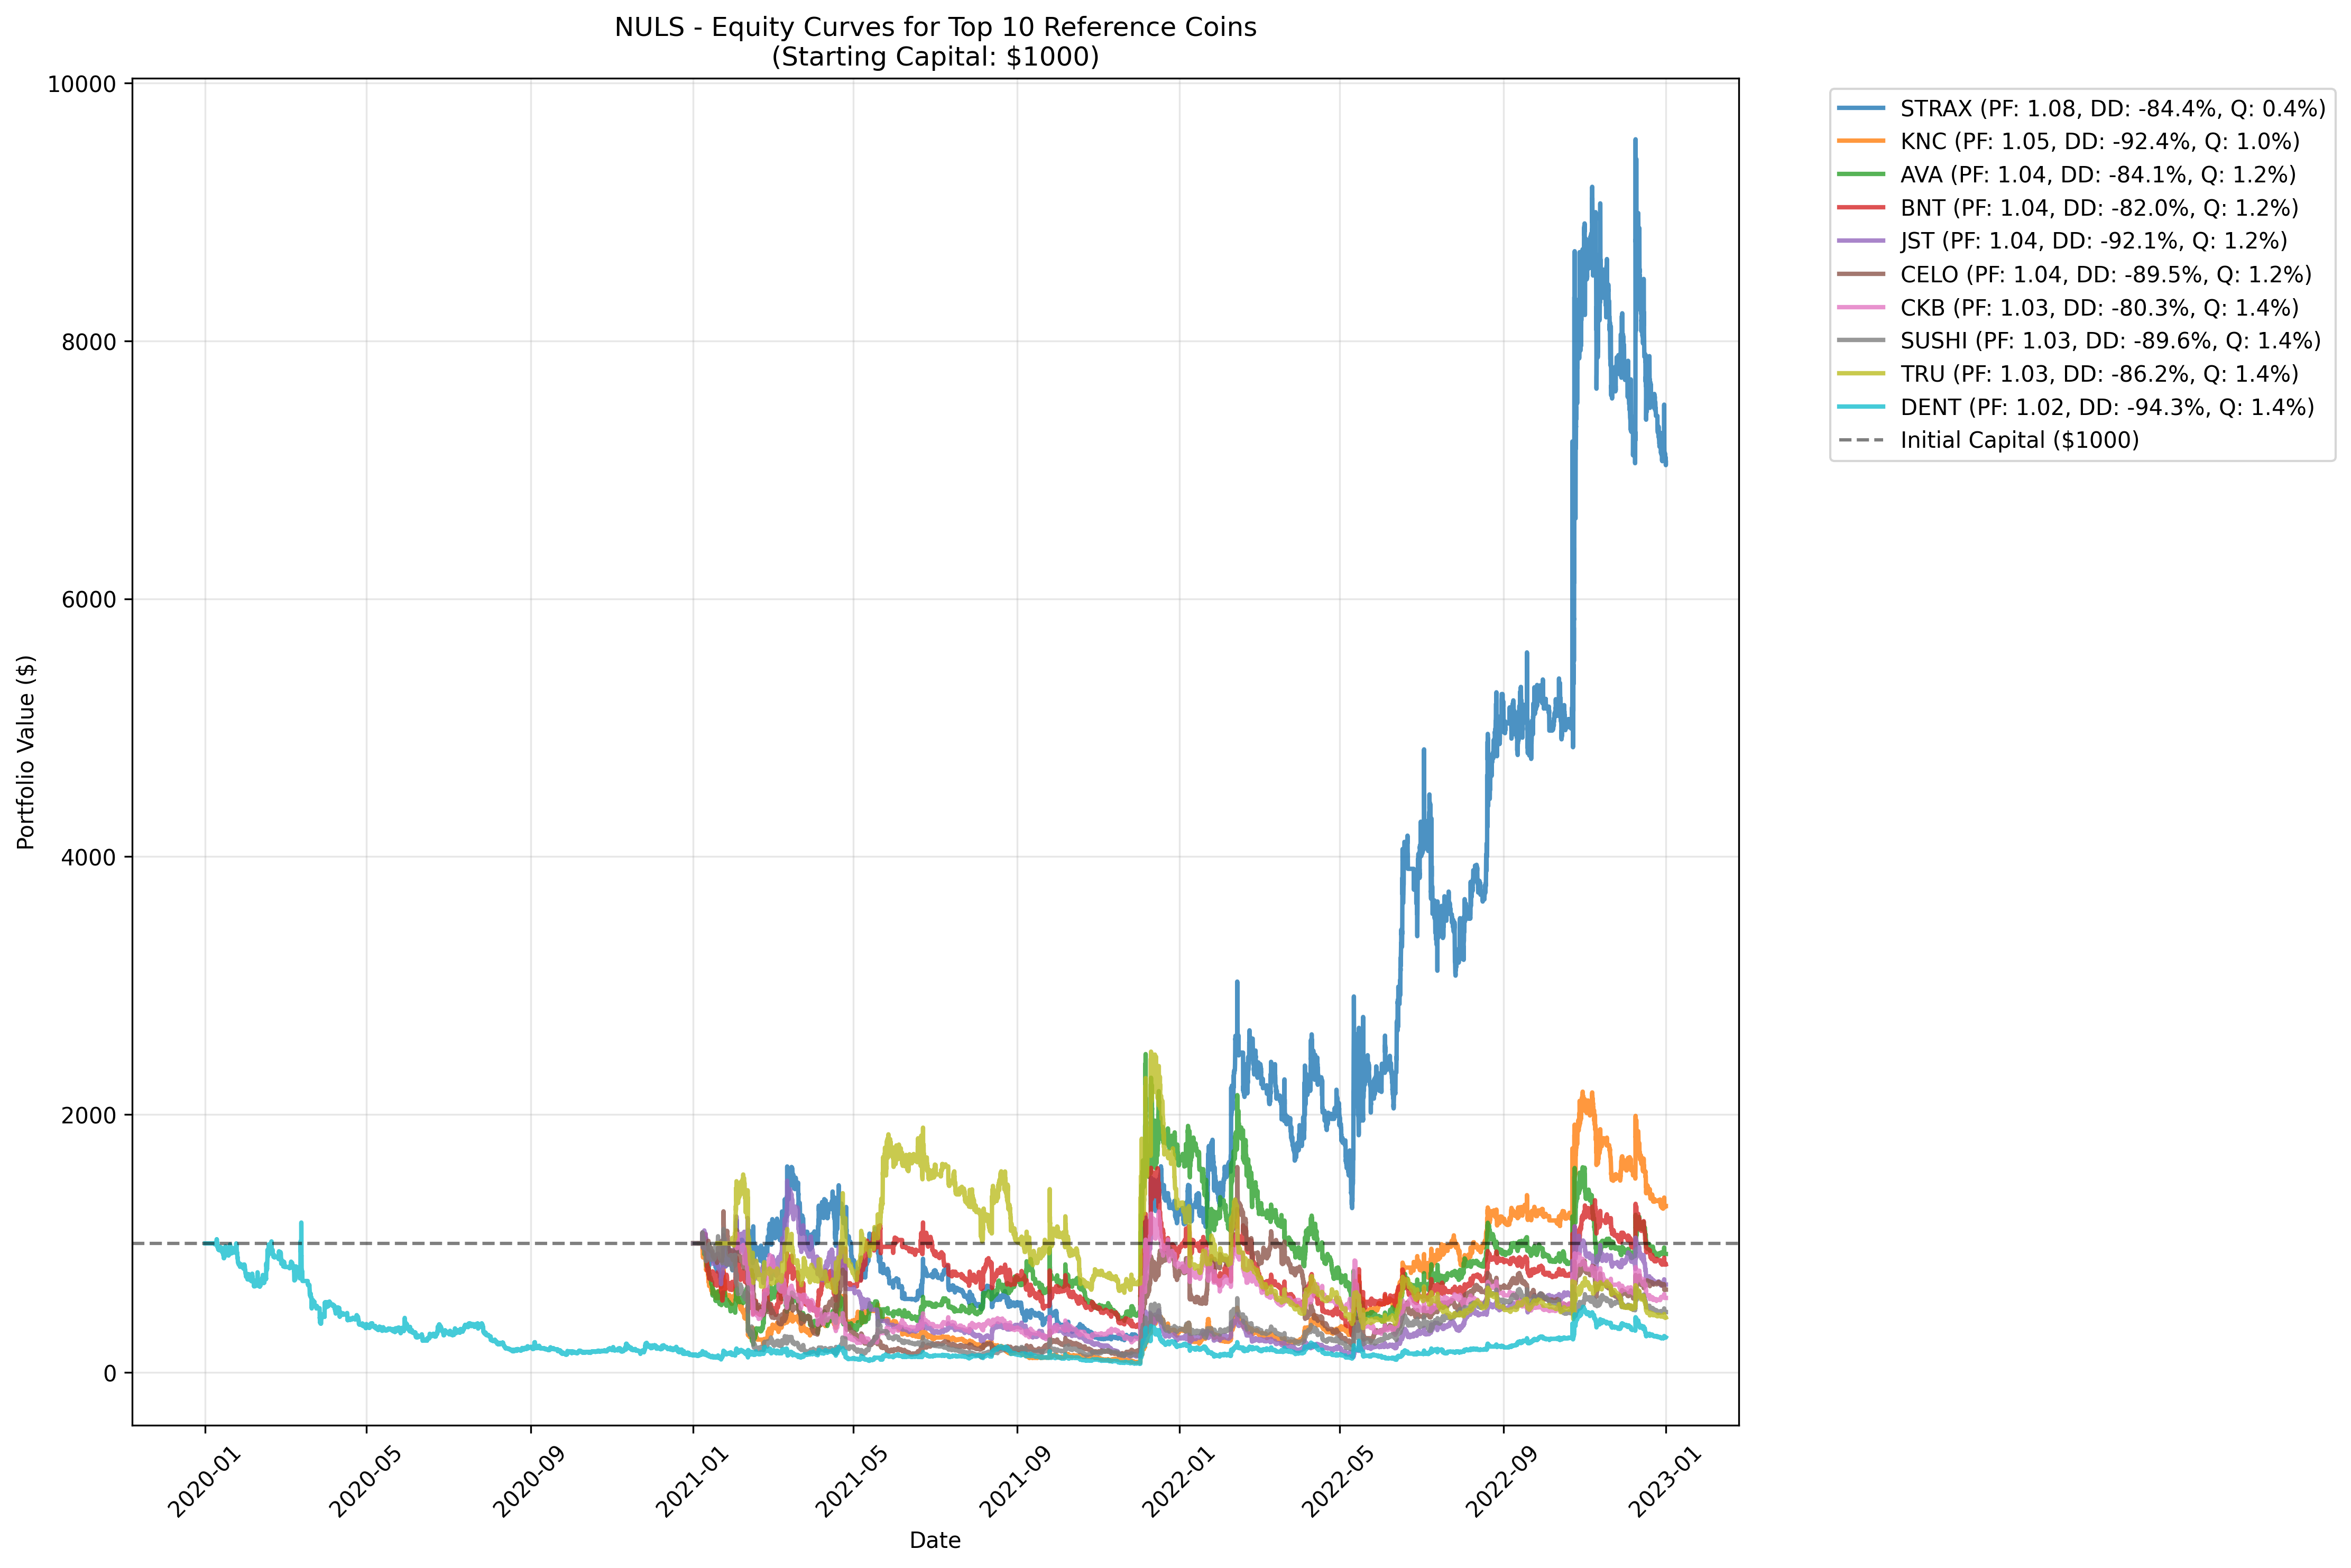 NULS - Equity Curves for Top 10 Reference Coins
(Starting Capital: $1000)
10000
8000
6000
4000
2000
0
Portfolio Value ($)
2020-01
2020-05
2020-09
2021-01
2021-05
2021-09
2022-01
2022-05
2022-09
2023-01
Date
STRAX (PF: 1.08, DD: -84.4%, Q: 0.4%)
KNC (PF: 1.05, DD: -92.4%, Q: 1.0%)
AVA (PF: 1.04, DD: -84.1%, Q: 1.2%)
BNT (PF: 1.04, DD: -82.0%, Q: 1.2%)
JST (PF: 1.04, DD: -92.1%, Q: 1.2%)
CELO (PF: 1.04, DD: -89.5%, Q: 1.2%)
CKB (PF: 1.03, DD: -80.3%, Q: 1.4%)
SUSHI (PF: 1.03, DD: -89.6%, Q: 1.4%)
TRU (PF: 1.03, DD: -86.2%, Q: 1.4%)
DENT (PF: 1.02, DD: -94.3%, Q: 1.4%)
Initial Capital ($1000)